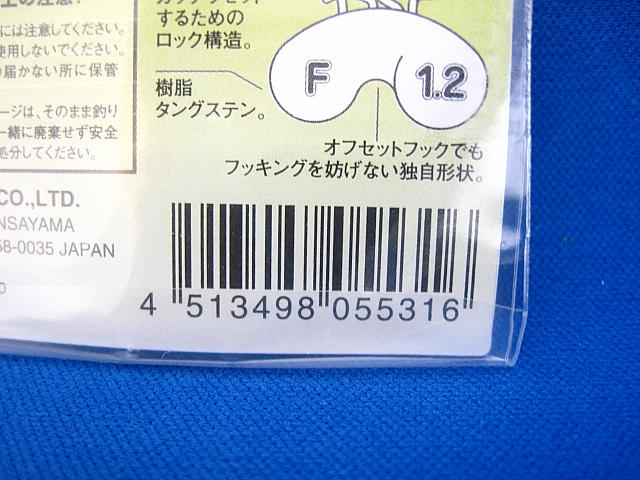 の注意
には注意してください。
使用しないでください。
届かない所に保管
ージは、そのまま釣り
一緒に廃棄せず安全
処分してください。
CO.,LTD.
NSAYAMA
58-0035 JAPAN
するための
ロック構造。
樹脂
タングステン。
F
1.2
オフセットフックでも
フッキングを妨げない独自形状。
4 513498 055316